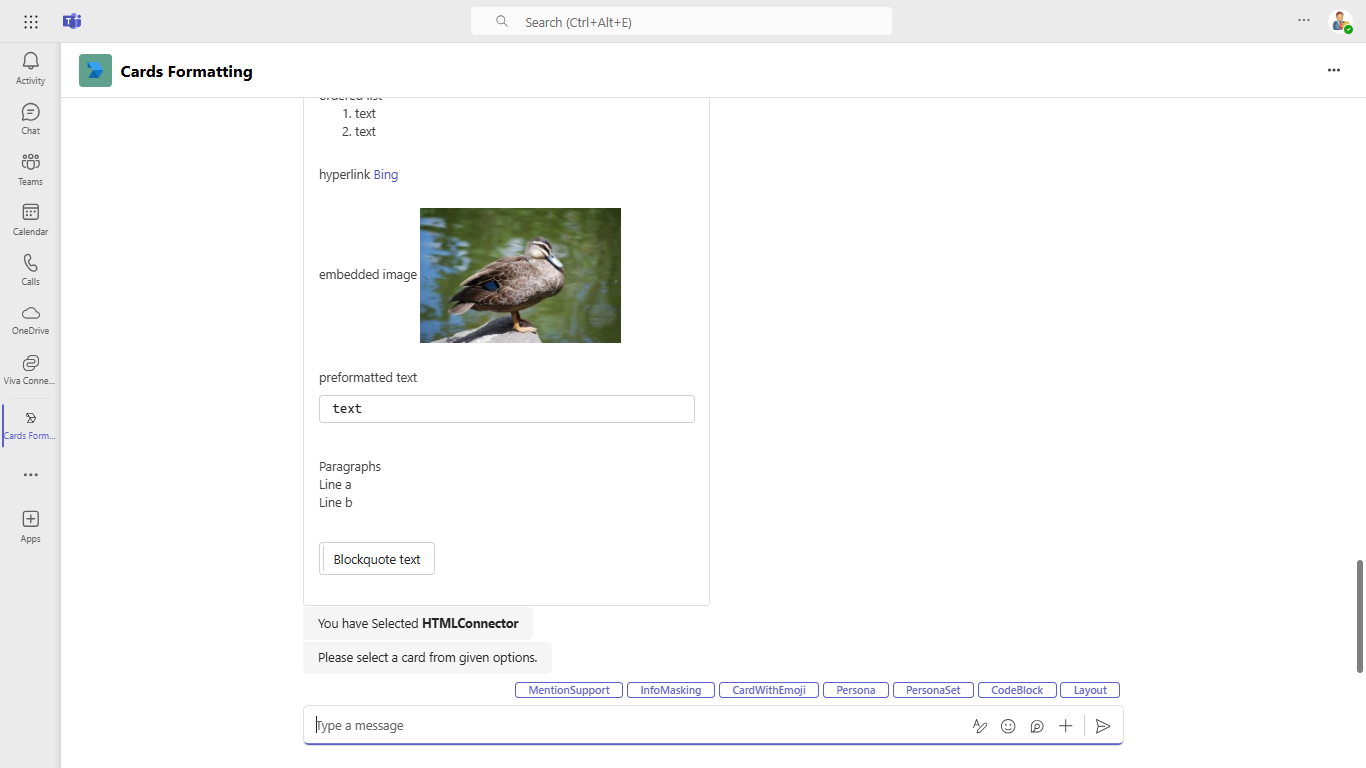 Search (Ctrl+Alt+E)
Activity
Chat
Teams
Calendar
Calls
OneDrive
Viva Conne...
Cards Form...
Apps
Cards Formatting
ordered list
1. text
2. text
hyperlink Bing
embedded image
preformatted text
text
Paragraphs
Line a
Line b
Blockquote text
You have Selected HTMLConnector
Please select a card from given options.
MentionSupport InfoMasking CardWithEmoji Persona PersonaSet CodeBlock Layout
Type a message